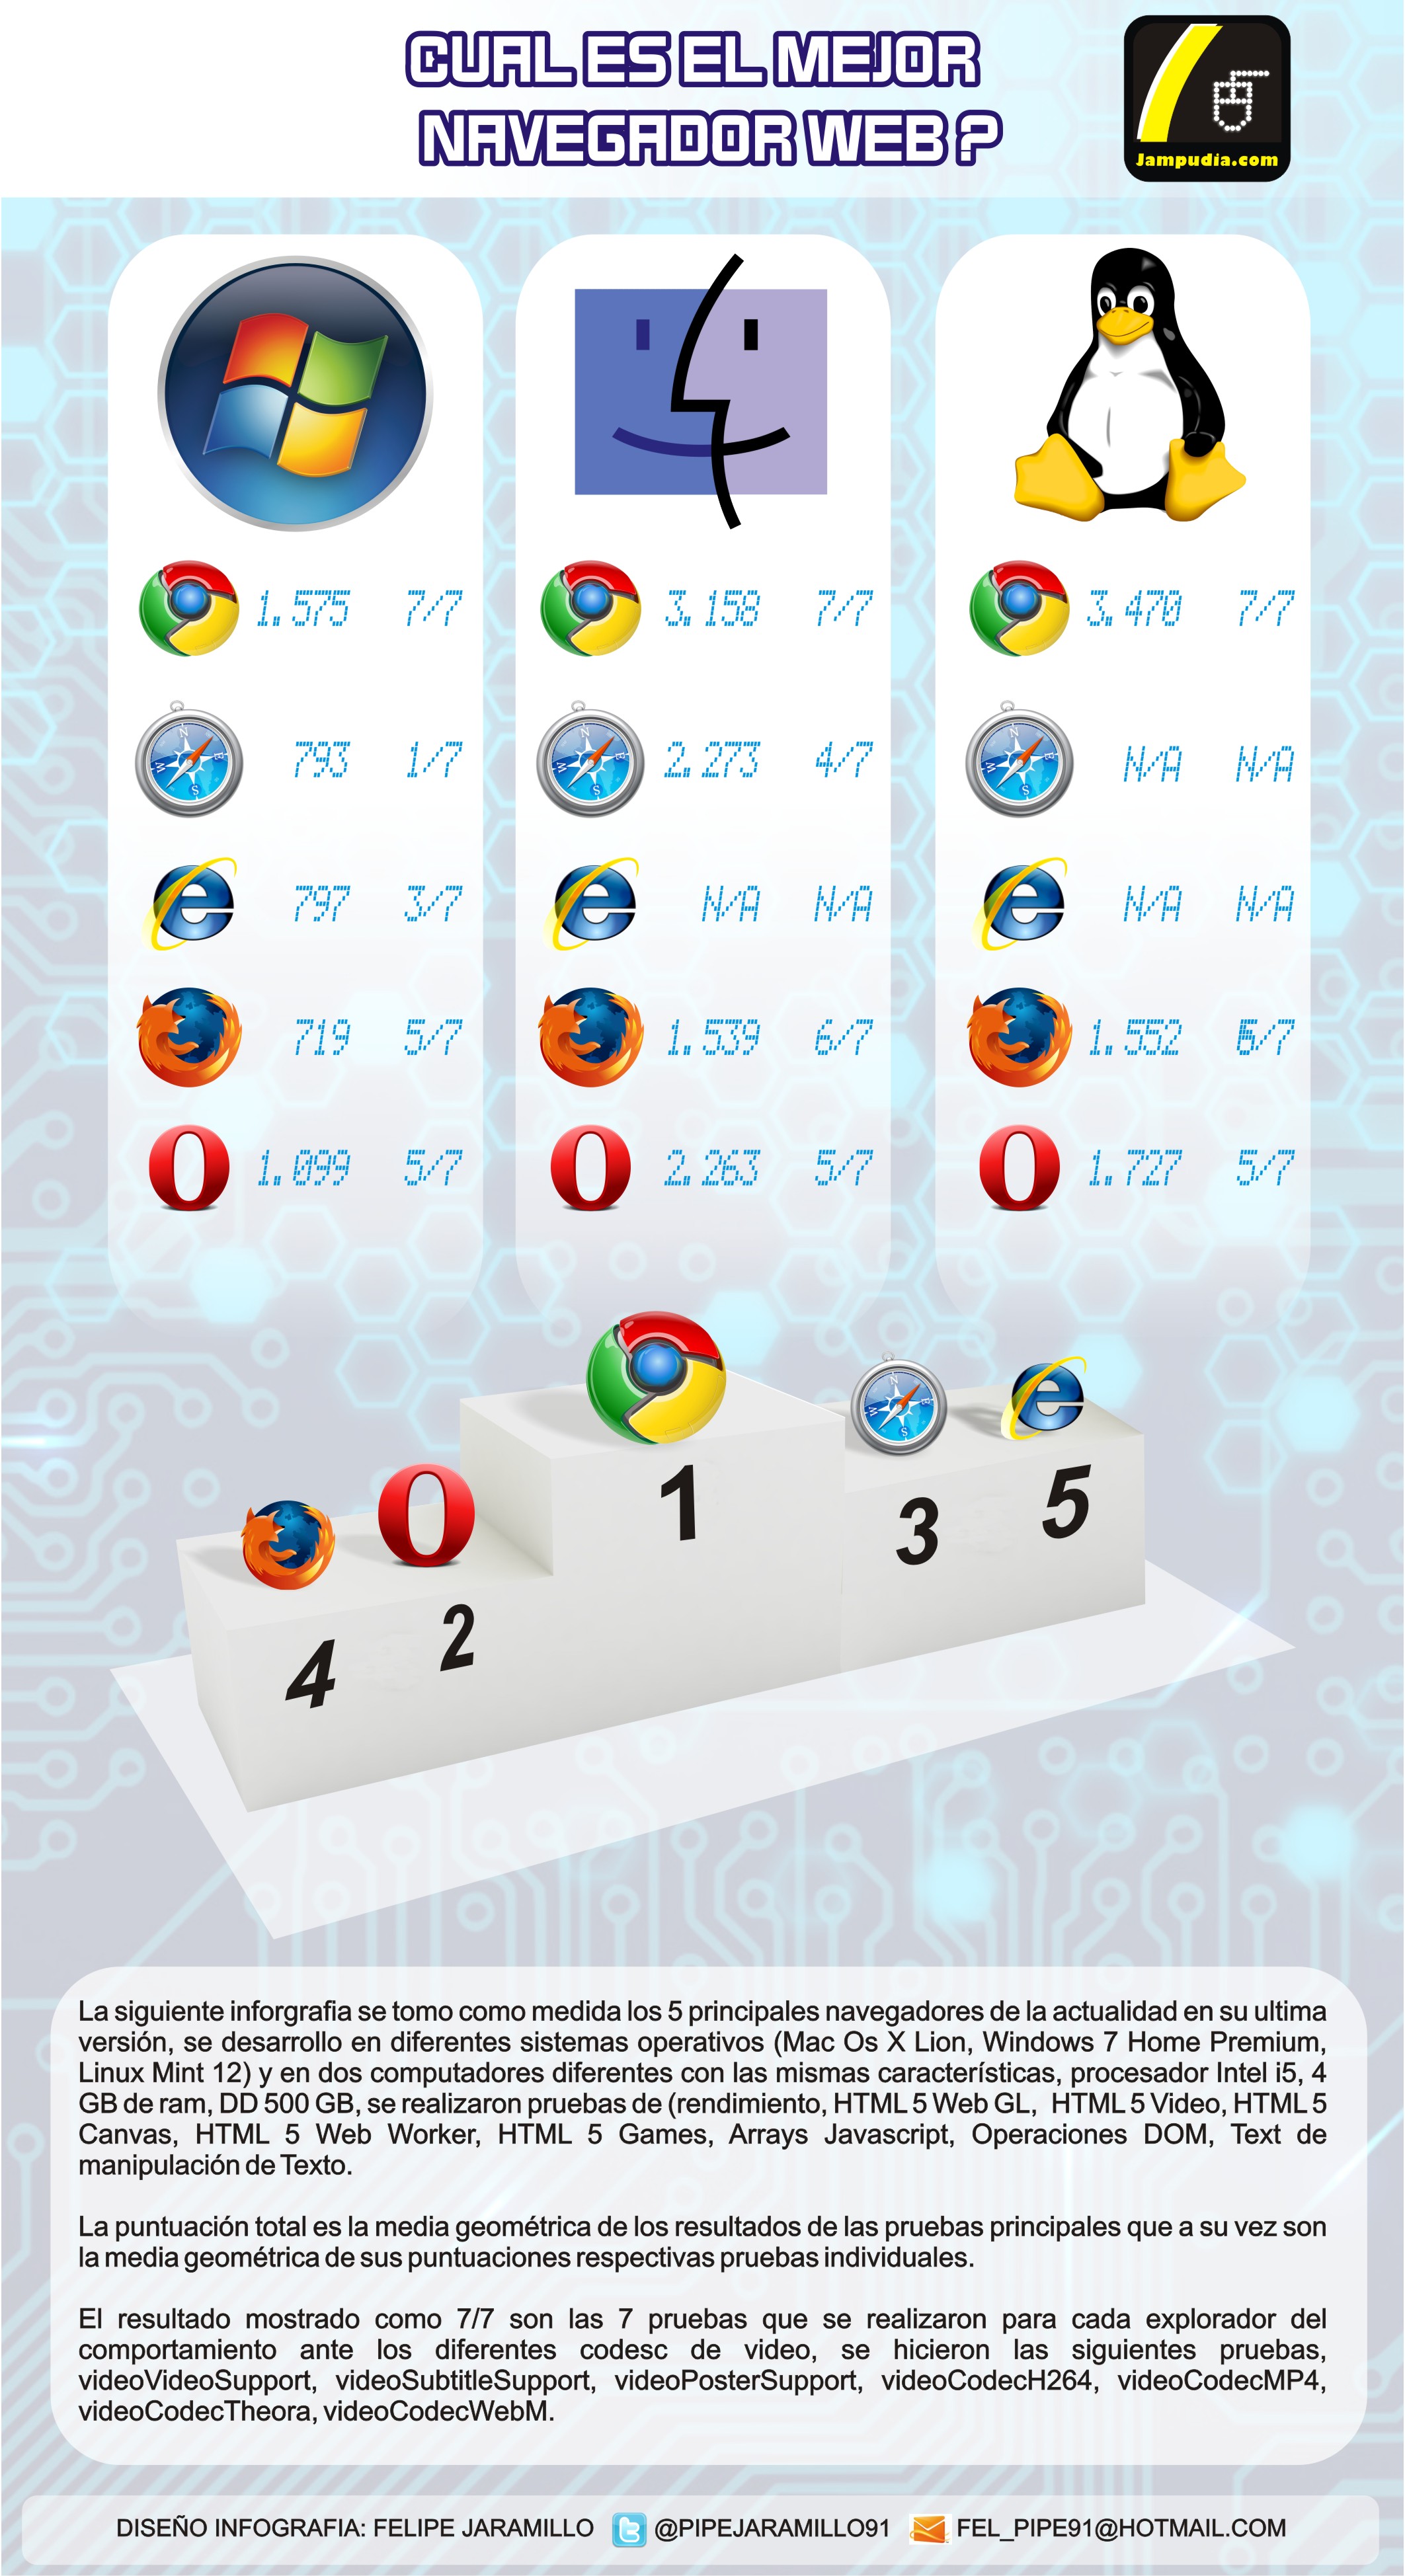 CUAL ES EL MEJOR
NAVEGADOR WEB ?
Jampudia.com
1.575 7/7
3.158 7/7
3.470 7/7
793 1/7
2.273 4/7
N/A N/A
797 3/7
N/A N/A
N/A N/A
719 5/7
1.539 6/7
1.552
1.099 5/7
2.263 5/7
1.727 5/7
1
3
5
2
4
La siguiente inforgrafia se tomo como medida los 5 principales navegadores de la actualidad en su ultima
versión, se desarrollo en diferentes sistemas operativos (Mac Os X Lion, Windows 7 Home Premium,
Linux Mint 12) y en dos computadores diferentes con las mismas características, procesador Intel i5, 4
GB de ram, DD 500 GB, se realizaron pruebas de (rendimiento, HTML 5 Web GL, HTML 5 Video, HTML 5
Canvas, HTML 5 Web Worker, HTML 5 Games, Arrays Javascript, Operaciones DOM, Text de
manipulación de Texto.
La puntuación total es la media geométrica de los resultados de las pruebas principales que a su vez son
la media geométrica de sus puntuaciones respectivas pruebas individuales.
El resultado mostrado como 7/7 son las 7 pruebas que se realizaron para cada explorador del
comportamiento ante los diferentes codesc de video, se hicieron las siguientes pruebas,
videoVideoSupport, videoSubtitleSupport, videoPosterSupport, videoCodecH264, videoCodecMP4,
videoCodecTheora, videoCodecWebM.
DISEÑO INFOGRAFIA: FELIPE JARAMILLO @PIPEJARAMILLO91 FEL_PIPE91@HOTMAIL.COM